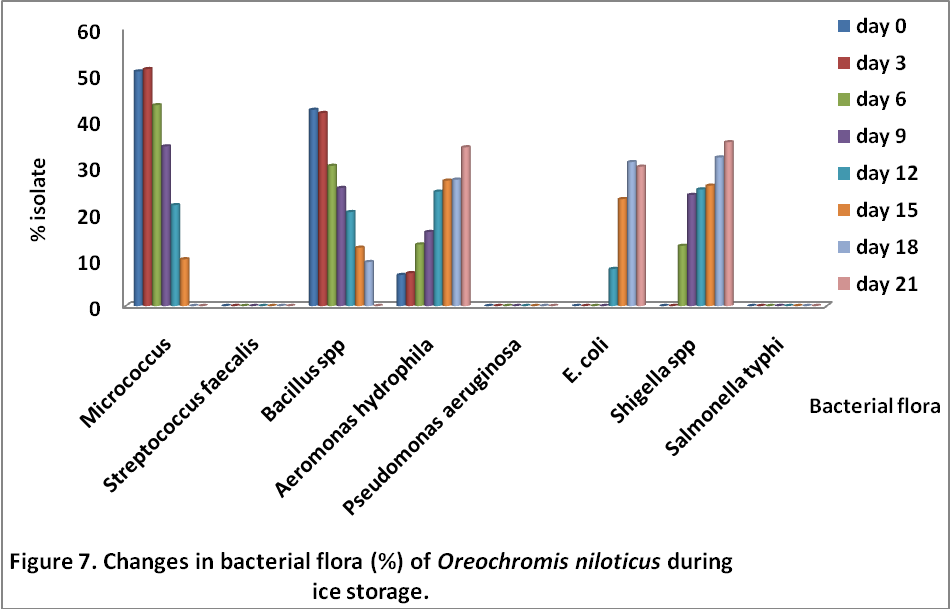 60
50
40
30
20
10
0
% isolate
Micrococcus
Streptococcus faecalis
Bacillus spp
Aeromonas hydrophila
Pseudomonas aeruginosa
E. coli
Shigella spp
Salmonella typhi
Bacterial flora
day 0
day 3
day 6
day 9
day 12
day 15
day 18
day 21
Figure 7. Changes in bacterial flora (%) of Oreochromis niloticus during
ice storage.